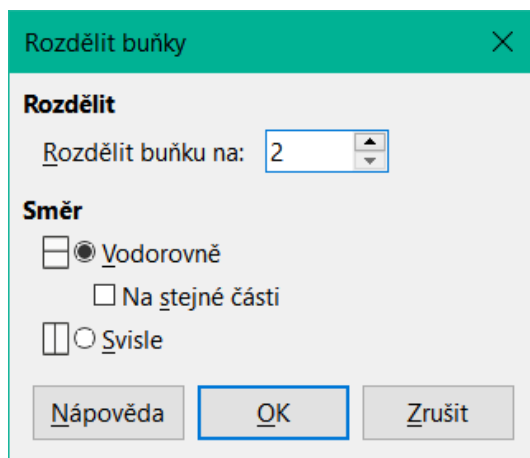 Rozdělit buňky
Rozdělit
Rozdělit buňku na: 2
Směr
Vodorovně
Na stejné části
Svisle
Nápověda OK Zrušit